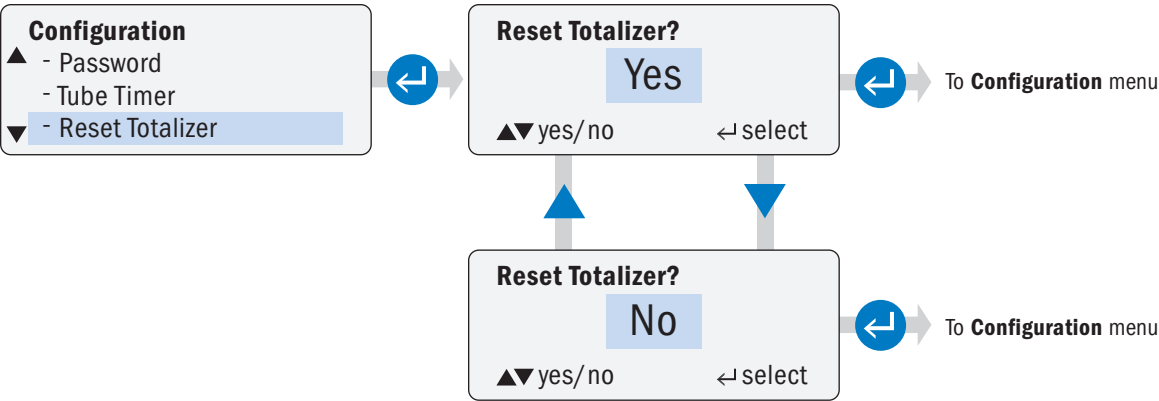 Configuration
- Password
- Tube Timer
- Reset Totalizer
Reset Totalizer?
Yes
▲▼ yes/no ↵ select
To Configuration menu
Reset Totalizer?
No
▲▼ yes/no ↵ select
To Configuration menu